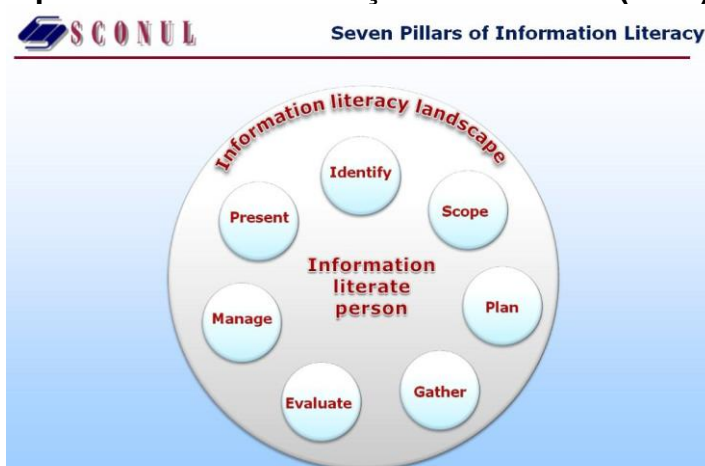 SCONUL
Seven Pillars of Information Literacy
Information literacy landscape
Identify
Scope
Plan
Gather
Evaluate
Manage
Present
Information
literate
person